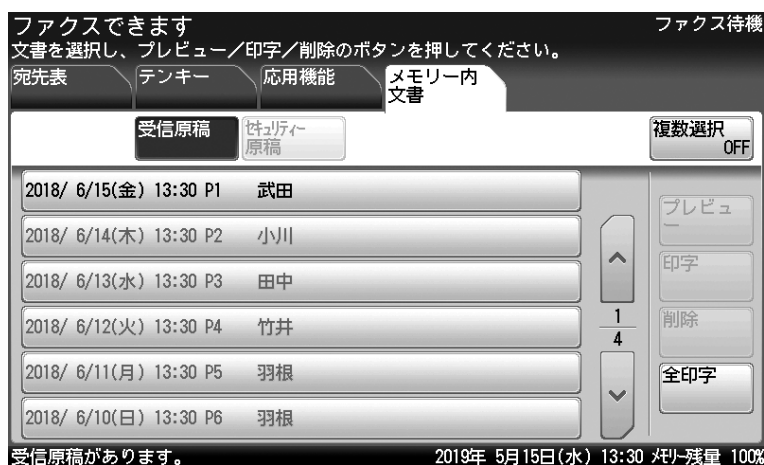 ファクスできます
ファクス待機
文書を選択し、プレビュー／印字／削除のボタンを押してください。
宛先表
テンキー
応用機能
メモリー内
文書
受信原稿
セキュリティー
原稿
複数選択
OFF
2018/ 6/15(金) 13:30 P1 武田
2018/ 6/14(木) 13:30 P2 小川
2018/ 6/13(水) 13:30 P3 田中
2018/ 6/12(火) 13:30 P4 竹井
2018/ 6/11(月) 13:30 P5 羽根
2018/ 6/10(日) 13:30 P6 羽根
1
4
プレビュ
ー
印字
削除
全印字
受信原稿があります。
2019年 5月15日(水) 13:30 ﾒﾓﾘｰ残量 100%